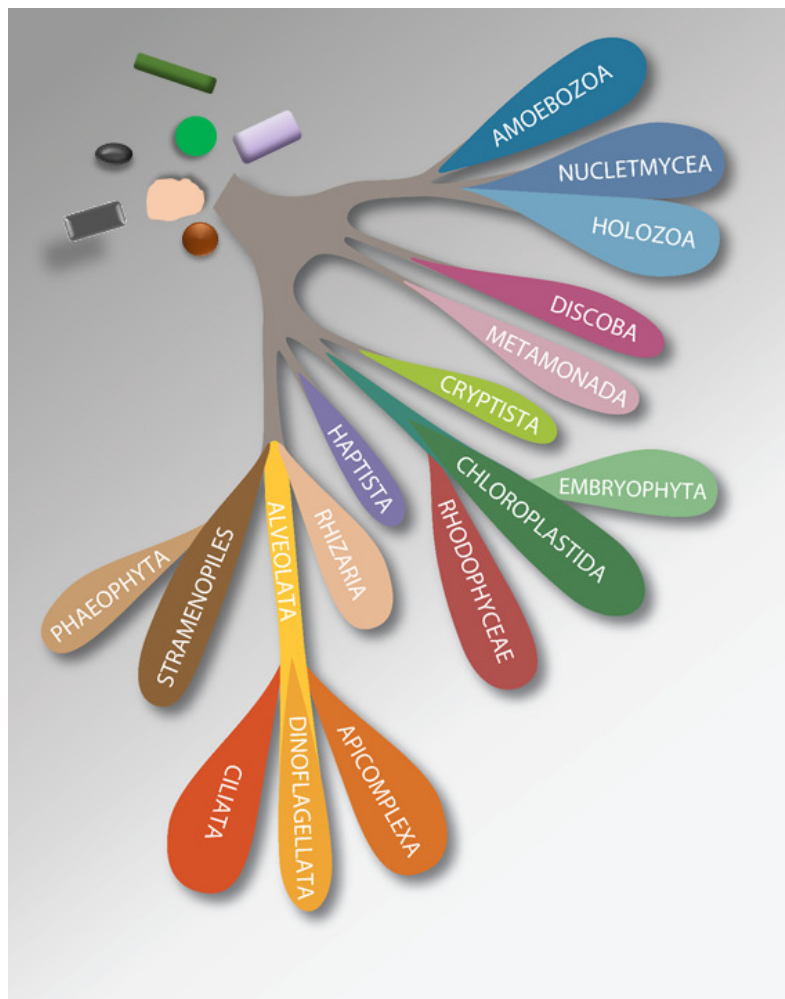 AMOEBOZOA
NUCLETMYCEA
HOLOZOA
DISCOBA
METAMONADA
CRYPTISTA
HAPTISTA
CHLOROPLASTIDA
EMBRYOPHYTA
RHODOPHYCEAE
RHIZARIA
ALVEOLATA
STRAMENOPILES
PHAEOPHYTA
CILIATA
DINOFLAGELLATA
APICOMPLEXA